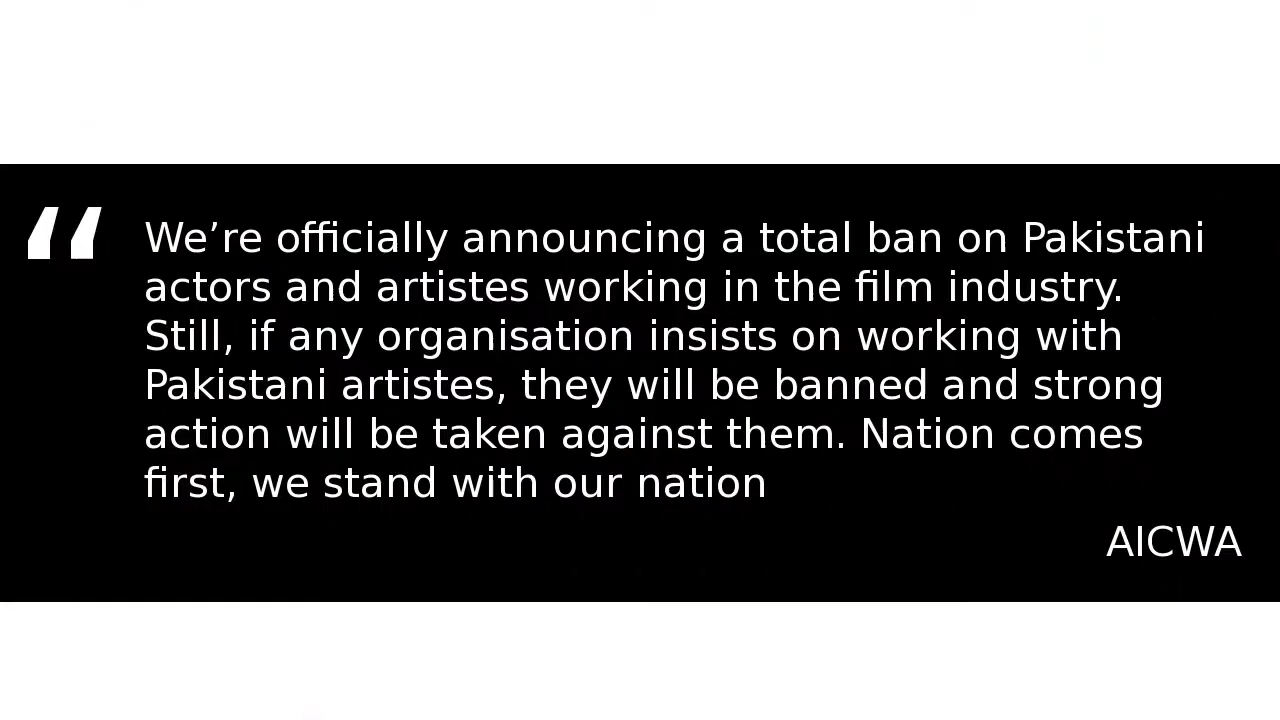 “
We’re officially announcing a total ban on Pakistani
actors and artistes working in the film industry.
Still, if any organisation insists on working with
Pakistani artistes, they will be banned and strong
action will be taken against them. Nation comes
first, we stand with our nation
AICWA